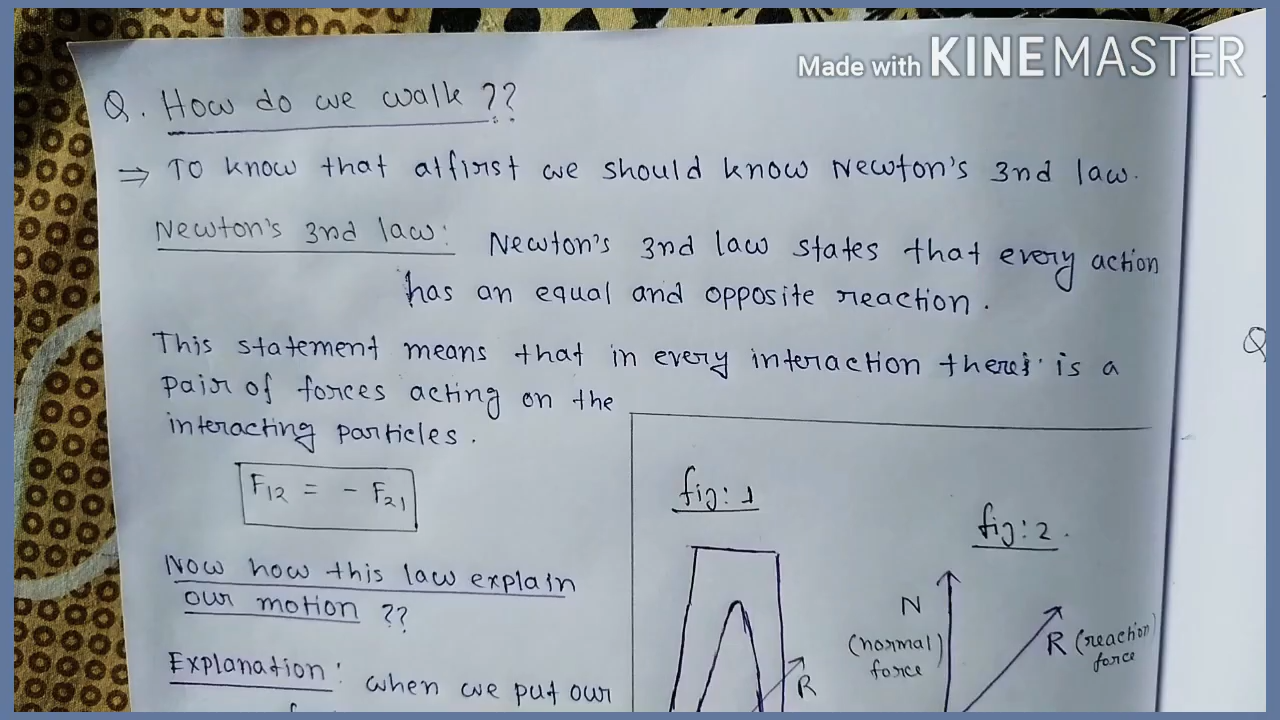 Made with KINEMASTER
Q. How do we walk ??
⇒ To know that atfirst we should know Newton's 3rd law.
Newton's 3rd law: Newton's 3rd law states that every action
has an equal and opposite reaction.
This statement means that in every interaction there is a
pair of forces acting on the
interacting particles.
F12 = - F21
Now how this law explain
our motion ??
Explanation: when we put our
fig: 1
R
fig: 2.
N
(normal)
force
R (reaction)
force
Q